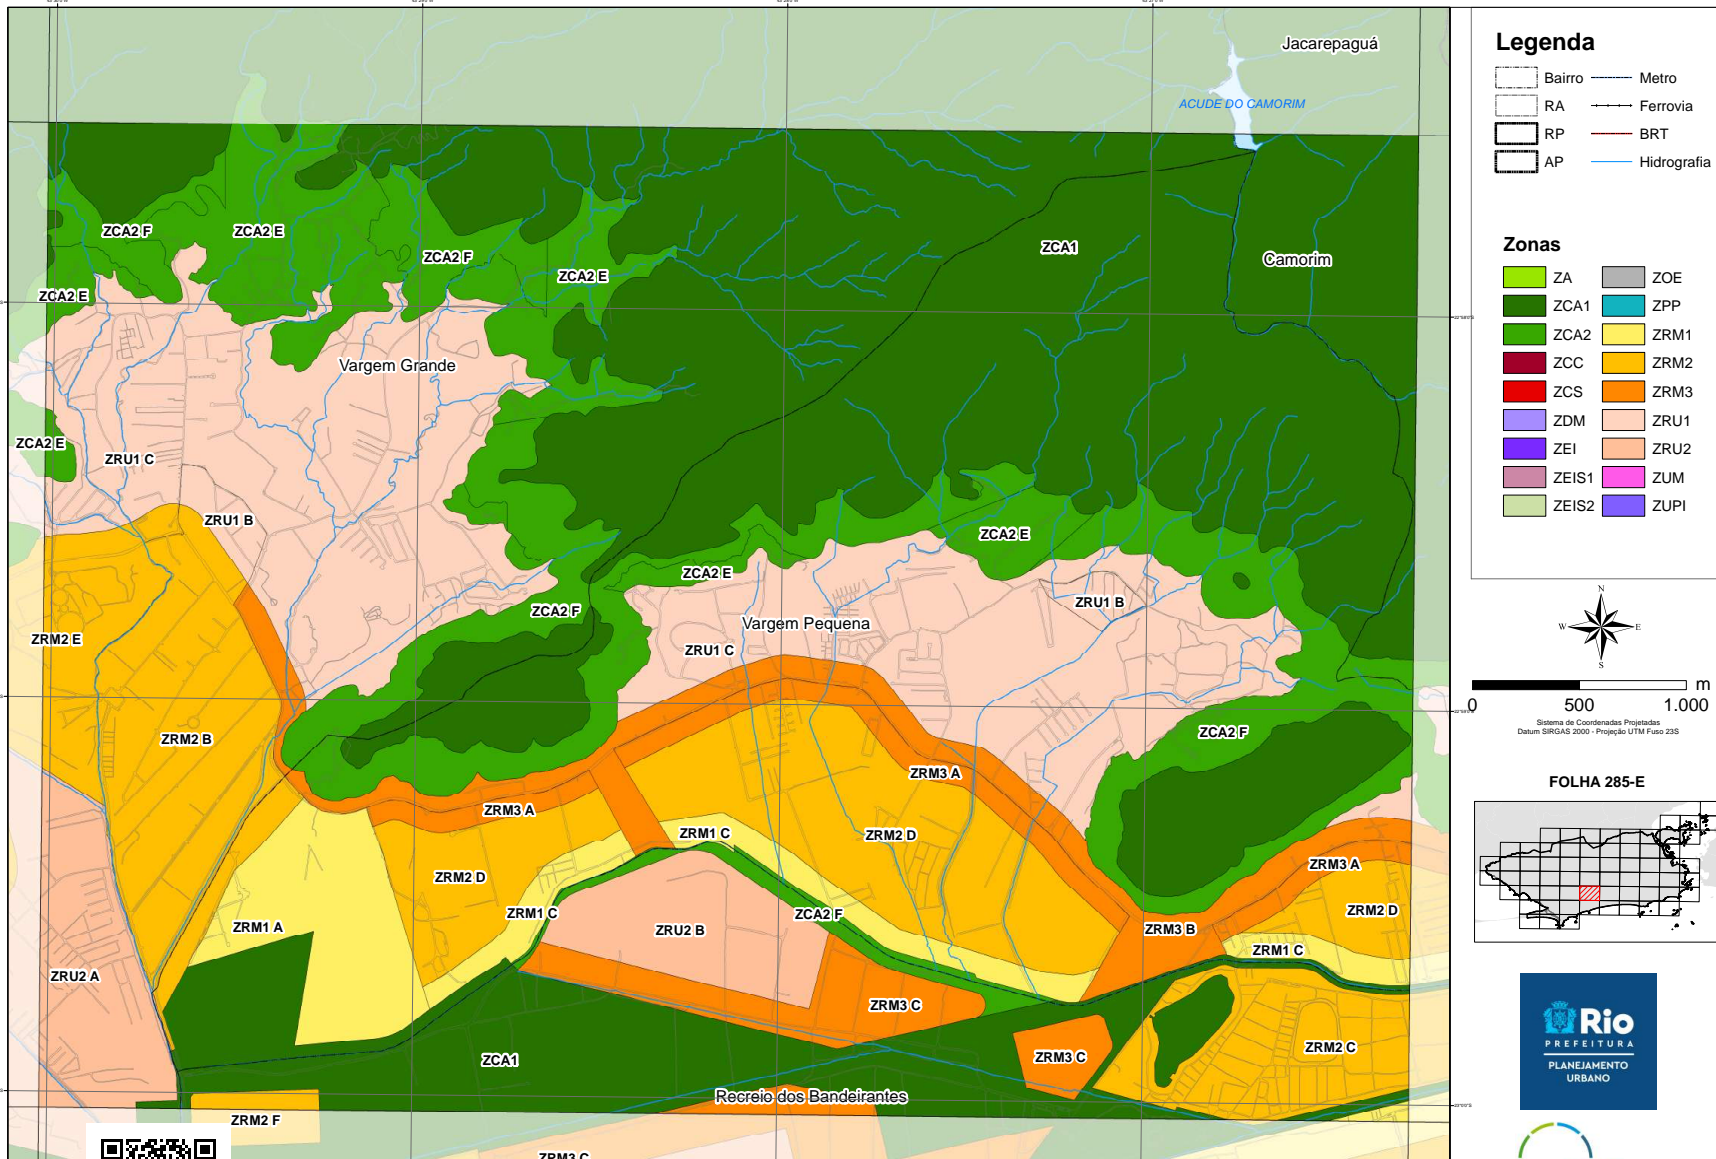 Jacarepaguá
ACUDE DO CAMORIM
ZCA2 F
ZCA2 E
ZCA2 F
ZCA2 E
ZCA1
Camorim
ZCA2 E
Vargem Grande
ZCA2 E
ZRU1 C
ZRU1 B
ZCA2 E
ZCA2 E
ZCA2 F
ZRU1 B
Vargem Pequena
ZRM2 E
ZRU1 C
ZRM2 B
ZCA2 F
ZRM3 A
ZRM3 A
ZRM1 C
ZRM2 D
ZRM3 A
ZRM2 D
ZRM1 C
ZCA2 F
ZRM2 D
ZRM1 A
ZRU2 B
ZRM3 B
ZRM1 C
ZRU2 A
ZRM3 C
ZRM2 C
ZRM3 C
ZCA1
Recreio dos Bandeirantes
ZRM2 F
ZRM3 C
Legenda
Bairro
Metro
RA
Ferrovia
RP
BRT
AP
Hidrografia
Zonas
ZA
ZOE
ZCA1
ZPP
ZCA2
ZRM1
ZCC
ZRM2
ZCS
ZRM3
ZDM
ZRU1
ZEI
ZRU2
ZEIS1
ZUM
ZEIS2
ZUPI
N
W
E
S
m
0
500
1.000
Sistema de Coordenadas Projetadas
Datum SIRGAS 2000 - Projeção UTM Fuso 23S
FOLHA 285-E
Rio
PREFEITURA
PLANEJAMENTO
URBANO